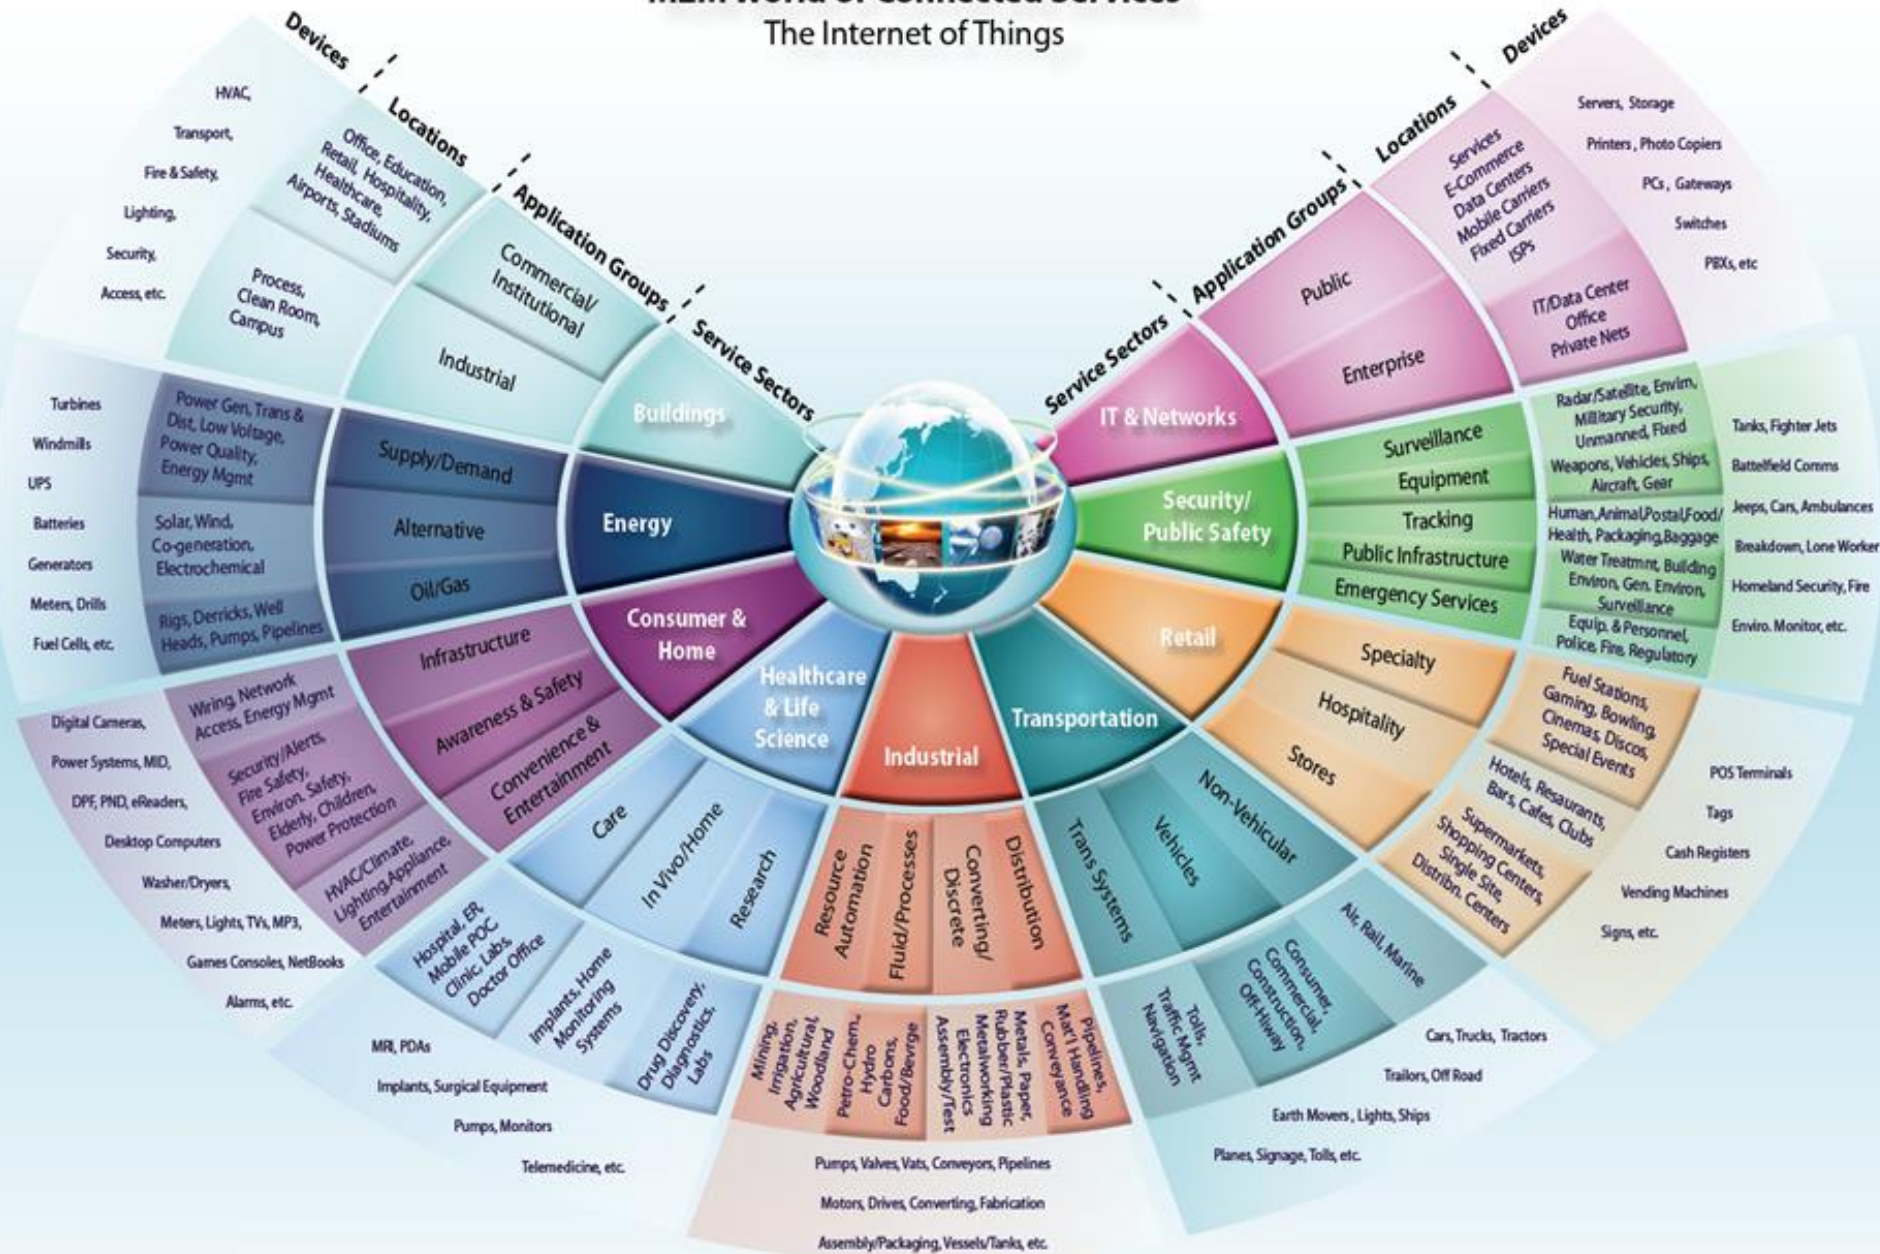 M2M World of Connected Services
The Internet of Things
Devices
Locations
Application Groups
Service Sectors
Service Sectors
Application Groups
Locations
Devices
Buildings
Commercial/
Institutional
Industrial
Office, Education,
Retail, Hospitality,
Healthcare,
Airports, Stadiums
Process,
Clean Room,
Campus
HVAC,
Transport,
Fire & Safety,
Lighting,
Security,
Access, etc.
Energy
Supply/Demand
Alternative
Oil/Gas
Power Gen, Trans &
Dist, Low Voltage,
Power Quality,
Energy Mgmt
Solar, Wind,
Co-generation,
Electrochemical
Rigs, Derricks, Well
Heads, Pumps, Pipelines
Turbines
Windmills
UPS
Batteries
Generators
Meters, Drills
Fuel Cells, etc.
Consumer &
Home
Infrastructure
Awareness & Safety
Convenience &
Entertainment
Wiring, Network
Access, Energy Mgmt
Security/Alerts,
Fire Safety,
Environ. Safety,
Elderly, Children,
Power Protection
HVAC/Climate,
Lighting,Appliance,
Entertainment
Digital Cameras,
Power Systems, MID,
DPF, PND, eReaders,
Desktop Computers
Washer/Dryers,
Meters, Lights, TVs, MP3,
Games Consoles, NetBooks
Alarms, etc.
Healthcare
& Life
Science
Care
In Vivo/Home
Research
Hospital, ER,
Mobile POC
Clinic, Labs,
Doctor Office
Implants, Home
Monitoring
Systems
Drug Discovery,
Diagnostics,
Labs
MRI, PDAs
Implants, Surgical Equipment
Pumps, Monitors
Telemedicine, etc.
Industrial
Resource
Automation
Fluid/Processes
Converting/
Discrete
Distribution
Mining,
Irrigation,
Agricultural,
Woodland
Petro-Chem.,
Hydro
Carbons,
Food/Bevrge
Metals, Paper,
Rubber/Plastic
Metalworking
Electronics
Assembly/Test
Pipelines,
Mat'l Handling
Conveyance
Pumps, Valves, Vats, Conveyors, Pipelines
Motors, Drives, Converting, Fabrication
Assembly/Packaging, Vessels/Tanks, etc.
Transportation
Trans Systems
Vehicles
Non-Vehicular
Tolls,
Traffic Mgmt
Navigation
Consumer,
Commercial,
Construction,
Off-Hiway
Air, Rail, Marine
Cars, Trucks, Tractors
Trailors, Off Road
Earth Movers, Lights, Ships
Planes, Signage, Tolls, etc.
Retail
Specialty
Hospitality
Stores
Fuel Stations,
Gaming, Bowling,
Cinemas, Discos,
Special Events
Hotels, Resaurants,
Bars, Cafes, Clubs
Supermarkets,
Shopping Centers,
Single Site,
Distribn. Centers
POS Terminals
Tags
Cash Registers
Vending Machines
Signs, etc.
Security/
Public Safety
Surveillance
Equipment
Tracking
Public Infrastructure
Emergency Services
Radar/Satellite, Envirn,
Millitary Security,
Unmanned, Fixed
Weapons, Vehicles, Ships,
Aircraft, Gear
Human,Animal,Postal,Food/
Health, Packaging,Baggage
Water Treatmnt, Building
Environ, Gen. Environ,
Surveillance
Equip. & Personnel,
Police, Fire, Regulatory
Tanks, Fighter Jets
Battelfield Comms
Jeeps, Cars, Ambulances
Breakdown, Lone Worker
Homeland Security, Fire
Enviro. Monitor, etc.
IT & Networks
Public
Enterprise
Services
E-Commerce
Data Centers
Mobile Carriers
Fixed Carriers
ISPs
IT/Data Center
Office
Private Nets
Servers, Storage
Printers, Photo Copiers
PCs, Gateways
Switches
PBXs, etc